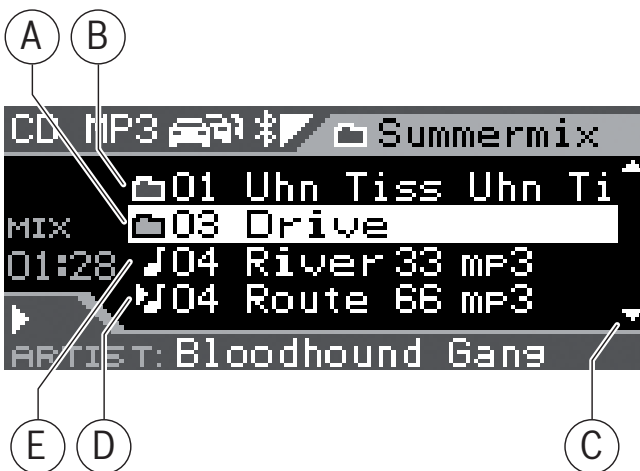 A B
CD MP3 Summermix
01 Uhn Tiss Uhn Ti
MIX 03 Drive
01:28 04 River 33 mp3
04 Route 66 mp3
ARTIST: Bloodhound Gang
E D C